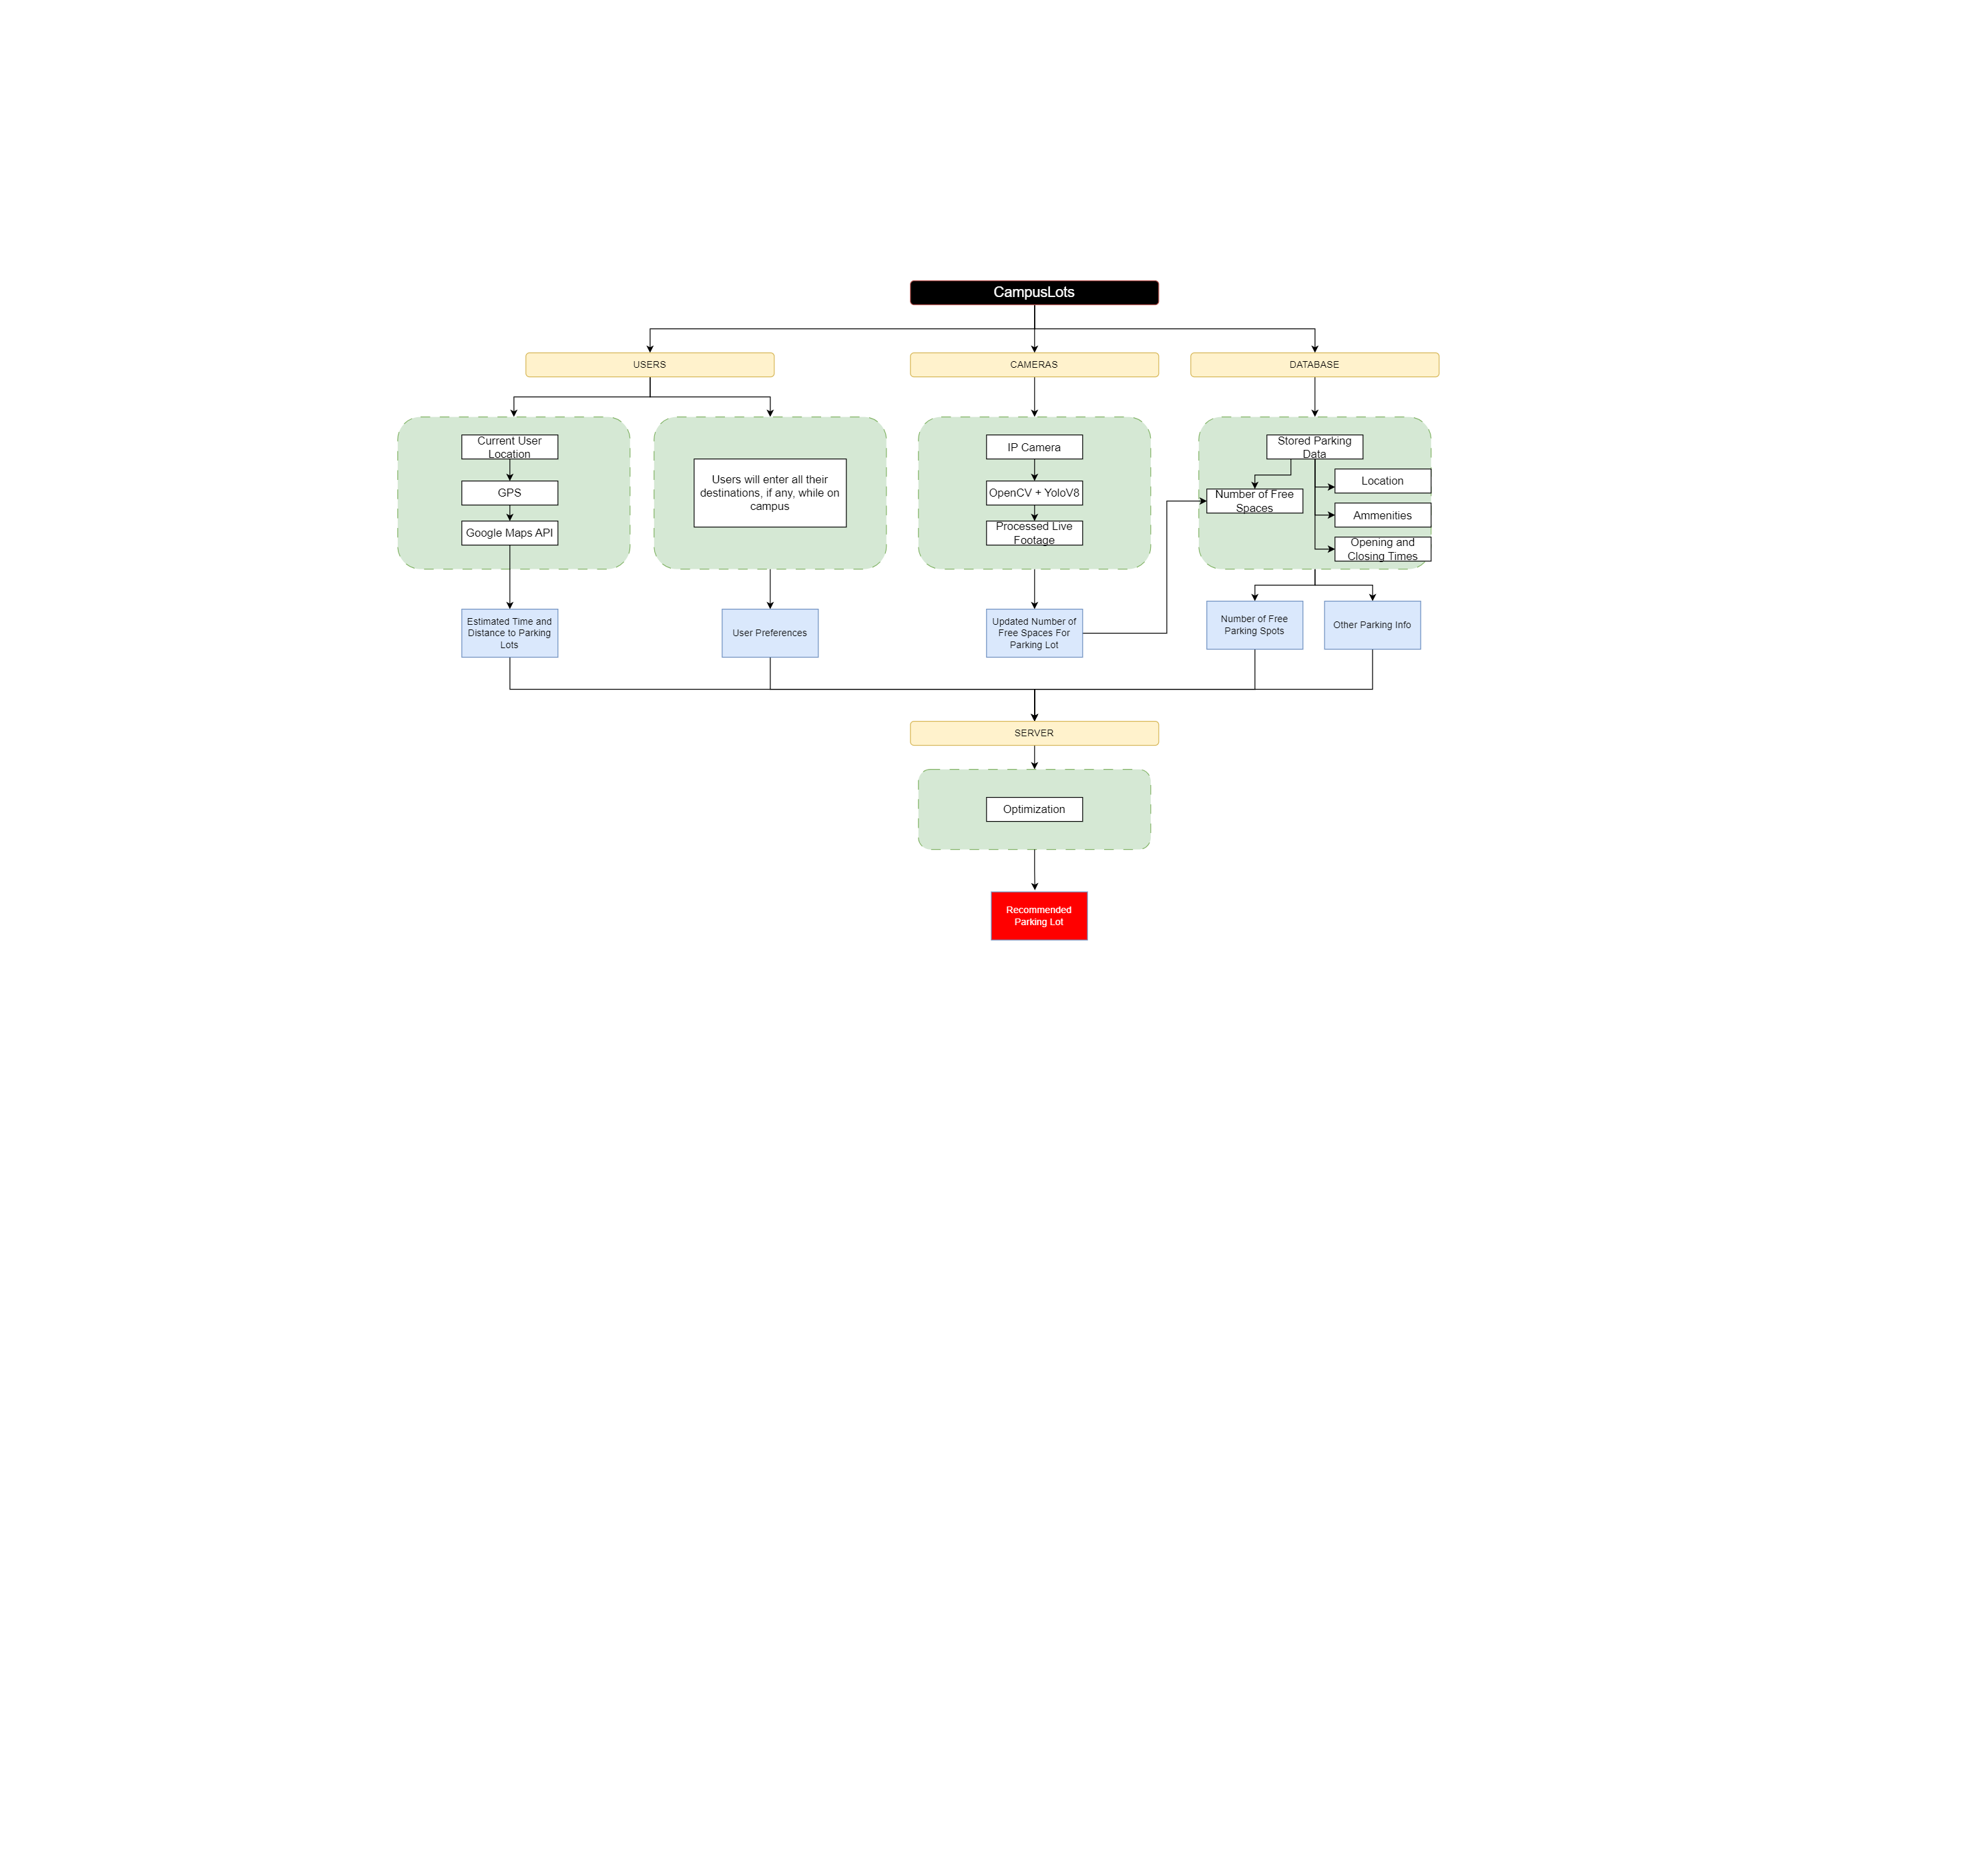 CampusLots
USERS
CAMERAS
DATABASE
Current User
Location
GPS
Google Maps API
Users will enter all their
destinations, if any, while on
campus
IP Camera
OpenCV + YoloV8
Processed Live
Footage
Stored Parking
Data
Number of Free
Spaces
Location
Ammenities
Opening and
Closing Times
Estimated Time and
Distance to Parking
Lots
User Preferences
Updated Number of
Free Spaces For
Parking Lot
Number of Free
Parking Spots
Other Parking Info
SERVER
Optimization
Recommended
Parking Lot